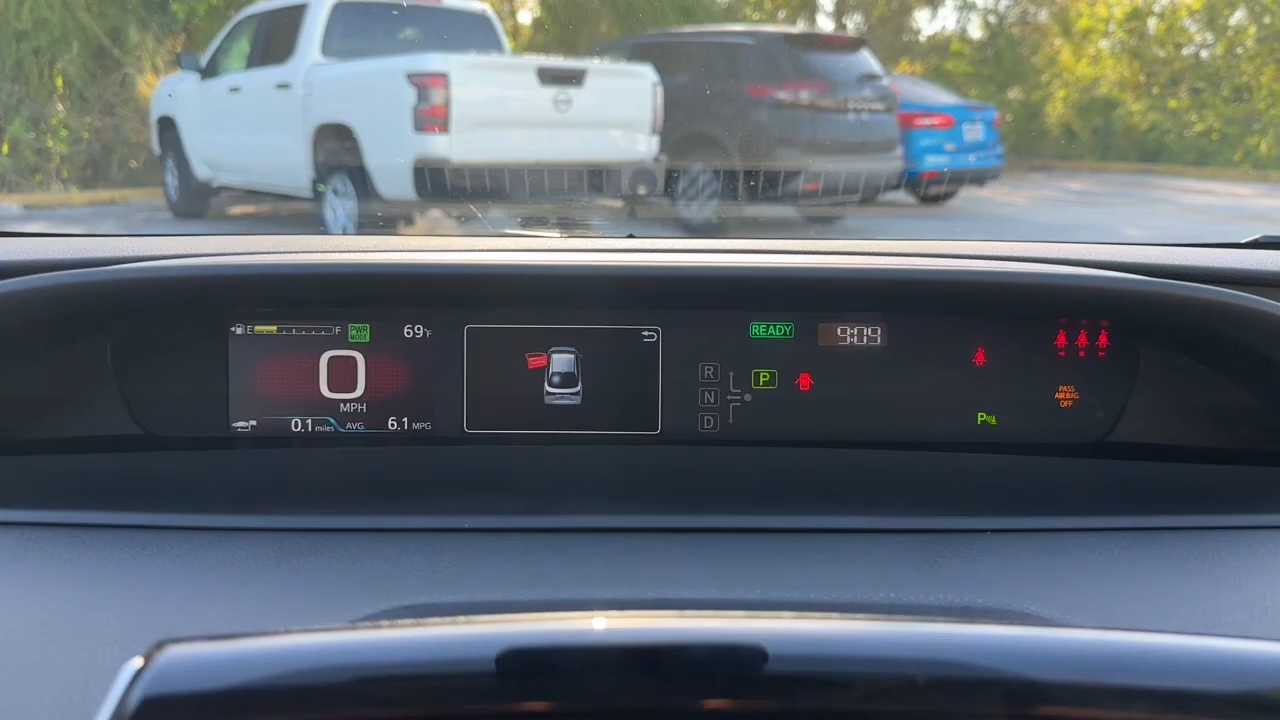 E F
PWR
MODE
69°F
0
MPH
0.1 miles
AVG. 6.1 MPG
READY
9:09
R
N
D
P
PASS
AIR BAG
OFF
P